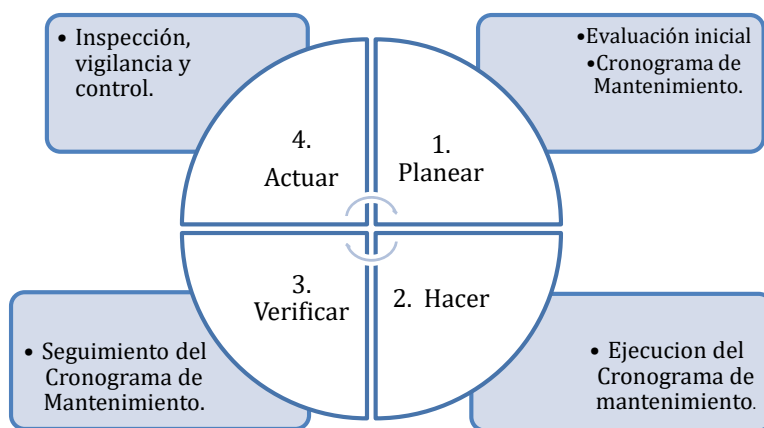 • Inspección,
vigilancia y
control.
•Evaluación inicial
•Cronograma de
Mantenimiento.
4.
Actuar
1.
Planear
3.
Verificar
2. Hacer
• Seguimiento del
Cronograma de
Mantenimiento.
• Ejecucion del
Cronograma de
mantenimiento.